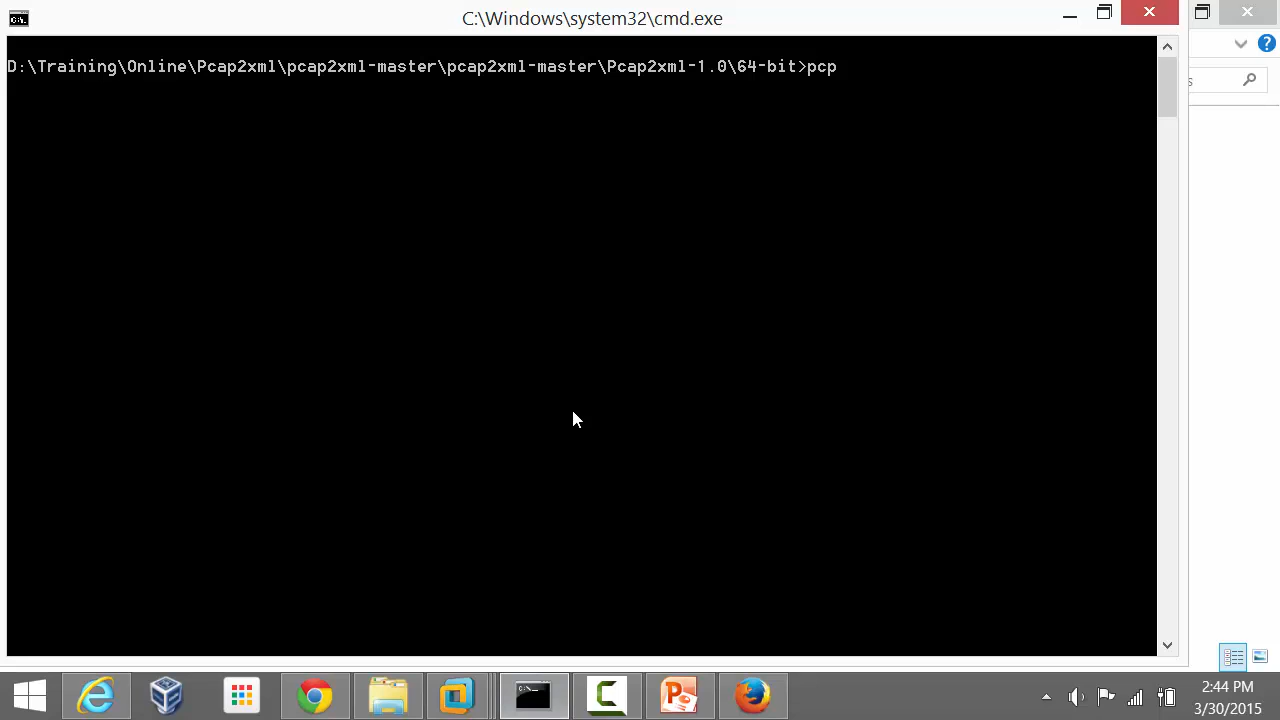 C:\Windows\system32\cmd.exe
D:\Training\Online\Pcap2xml\pcap2xml-master\pcap2xml-master\Pcap2xml-1.0\64-bit>pcp
s
2:44 PM
3/30/2015